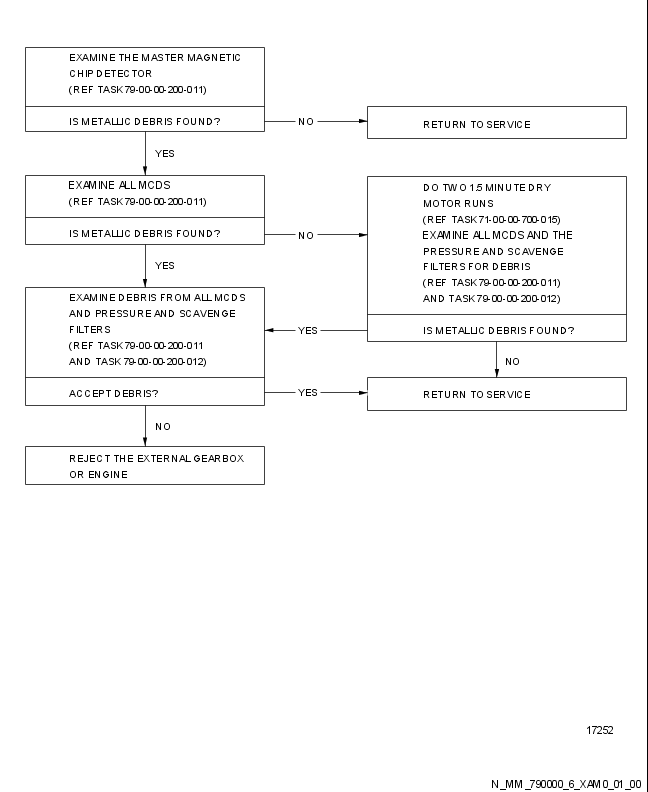 EXAMINE THE MASTER MAGNETIC
CHIP DETECTOR
(REF TASK 79-00-00-200-011)
IS METALLIC DEBRIS FOUND?
NO
RETURN TO SERVICE
YES
EXAMINE ALL MCDS
(REF TASK 79-00-00-200-011)
IS METALLIC DEBRIS FOUND?
NO
DO TWO 1.5 MINUTE DRY
MOTOR RUNS
(REF TASK 71-00-00-700-015)
EXAMINE ALL MCDS AND THE
PRESSURE AND SCAVENGE
FILTERS FOR DEBRIS
(REF TASK 79-00-00-200-011)
AND TASK 79-00-00-200-012)
IS METALLIC DEBRIS FOUND?
YES
YES
EXAMINE DEBRIS FROM ALL MCDS
AND PRESSURE AND SCAVENGE
FILTERS
(REF TASK 79-00-00-200-011
AND TASK 79-00-00-200-012)
ACCEPT DEBRIS?
YES
NO
RETURN TO SERVICE
NO
REJECT THE EXTERNAL GEARBOX
OR ENGINE
17252
N_MM_790000_6_XAM0_01_00